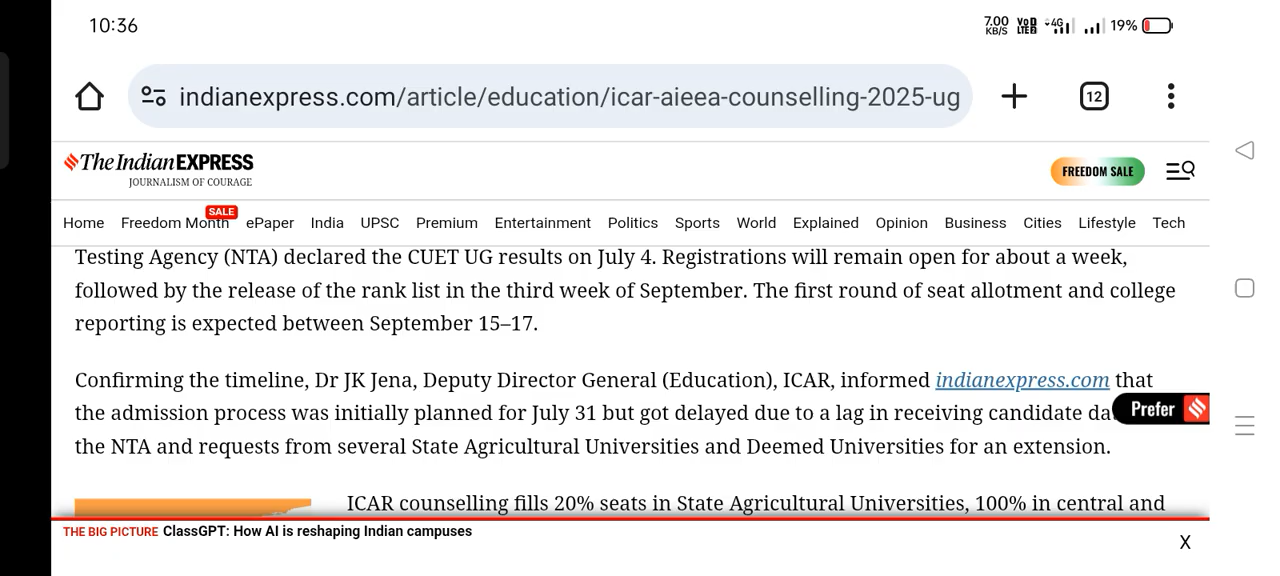 10:36
7.00 KB/S VoD LTE2 4G 19%
indianexpress.com/article/education/icar-aieea-counselling-2025-ug
12
The Indian EXPRESS
JOURNALISM OF COURAGE
FREEDOM SALE
SALE
Home Freedom Month ePaper India UPSC Premium Entertainment Politics Sports World Explained Opinion Business Cities Lifestyle Tech
Testing Agency (NTA) declared the CUET UG results on July 4. Registrations will remain open for about a week,
followed by the release of the rank list in the third week of September. The first round of seat allotment and college
reporting is expected between September 15–17.
Confirming the timeline, Dr JK Jena, Deputy Director General (Education), ICAR, informed indianexpress.com that
the admission process was initially planned for July 31 but got delayed due to a lag in receiving candidate da
Prefer
the NTA and requests from several State Agricultural Universities and Deemed Universities for an extension.
ICAR counselling fills 20% seats in State Agricultural Universities, 100% in central and
THE BIG PICTURE ClassGPT: How AI is reshaping Indian campuses
X